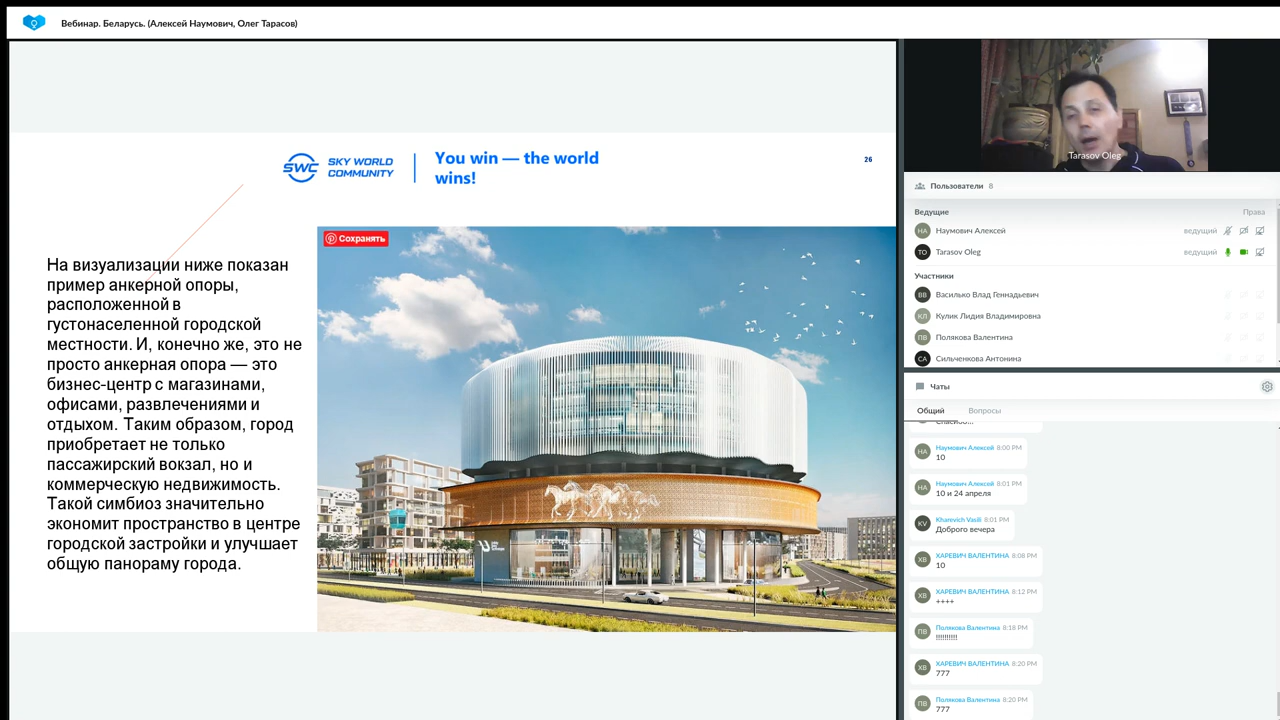 Вебинар. Беларусь. (Алексей Наумович, Олег Тарасов)
SWC
SKY WORLD
COMMUNITY
You win — the world
wins!
26
Сохранять
На визуализации ниже показан
пример анкерной опоры,
расположенной в
густонаселенной городской
местности. И, конечно же, это не
просто анкерная опора — это
бизнес-центр с магазинами,
офисами, развлечениями и
отдыхом. Таким образом, город
приобретает не только
пассажирский вокзал, но и
коммерческую недвижимость.
Такой симбиоз значительно
экономит пространство в центре
городской застройки и улучшает
общую панораму города.
Tarasov Oleg
Пользователи 8
Ведущие Права
НА Наумович Алексей ведущий
TO Tarasov Oleg ведущий
Участники
ВВ Василько Влад Геннадьевич
КЛ Кулик Лидия Владимировна
ПВ Полякова Валентина
СА Сильченкова Антонина
Чаты
Общий Вопросы
НА Наумович Алексей 8:00 PM
10
НА Наумович Алексей 8:01 PM
10 и 24 апреля
KV Kharevich Vasili 8:01 PM
Доброго вечера
ХВ ХАРЕВИЧ ВАЛЕНТИНА 8:08 PM
10
ХВ ХАРЕВИЧ ВАЛЕНТИНА 8:12 PM
++++
ПВ Полякова Валентина 8:18 PM
!!!!!!!!!!
ХВ ХАРЕВИЧ ВАЛЕНТИНА 8:20 PM
777
ПВ Полякова Валентина 8:20 PM
777